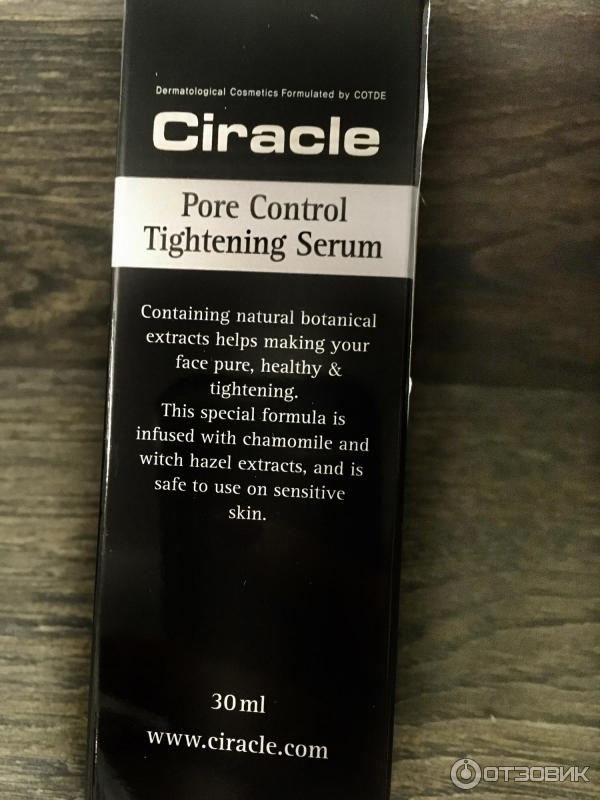 Dermatological Cosmetics Formulated by COTDE
Ciracle
Pore Control
Tightening Serum
Containing natural botanical
extracts helps making your
face pure, healthy &
tightening.
This special formula is
infused with chamomile and
witch hazel extracts, and is
safe to use on sensitive
skin.
30ml
www.ciracle.com
ОТЗОВИК